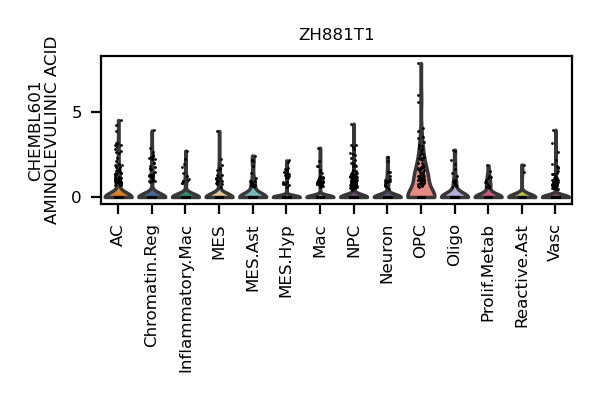 ZH881T1
CHEMBL601
AMINOLEVULINIC ACID
5
0
AC
Chromatin.Reg
Inflammatory.Mac
MES
MES.Ast
MES.Hyp
Mac
NPC
Neuron
OPC
Oligo
Prolif.Metab
Reactive.Ast
Vasc